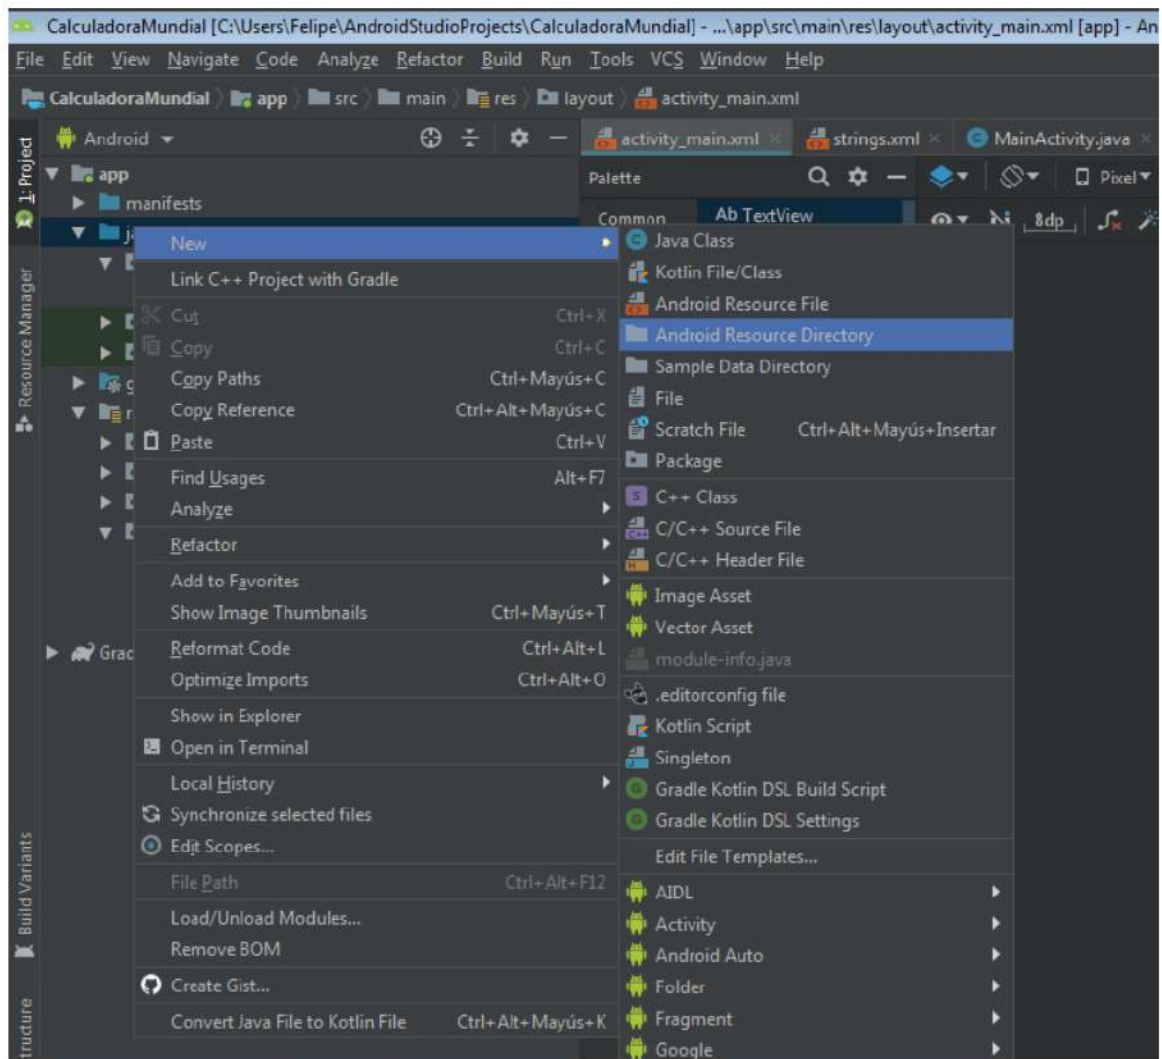 CalculadoraMundial [C:\Users\Felipe\AndroidStudioProjects\CalculadoraMundial] - ...\app\src\main\res\layout\activity_main.xml [app] - An
File Edit View Navigate Code Analyze Refactor Build Run Tools VCS Window Help
CalculadoraMundial app src main res layout activity_main.xml
1: Project
Resource Manager
Build Variants
Android
activity_main.xml strings.xml MainActivity.java
app
Palette Pixel
manifests
Common Ab TextView 8dp
Grad
New
Link C++ Project with Gradle
Cut Ctrl+X
Copy Ctrl+C
Copy Paths Ctrl+Mayús+C
Copy Reference Ctrl+Alt+Mayús+C
Paste Ctrl+V
Find Usages Alt+F7
Analyze
Refactor
Add to Favorites
Show Image Thumbnails Ctrl+Mayús+T
Reformat Code Ctrl+Alt+L
Optimize Imports Ctrl+Alt+O
Show in Explorer
Open in Terminal
Local History
Synchronize selected files
Edit Scopes...
File Path Ctrl+Alt+F12
Load/Unload Modules...
Remove BOM
Create Gist...
Convert Java File to Kotlin File Ctrl+Alt+Mayús+K
Java Class
Kotlin File/Class
Android Resource File
Android Resource Directory
Sample Data Directory
File
Scratch File Ctrl+Alt+Mayús+Insertar
Package
C++ Class
C/C++ Source File
C/C++ Header File
Image Asset
Vector Asset
module-info.java
.editorconfig file
Kotlin Script
Singleton
Gradle Kotlin DSL Build Script
Gradle Kotlin DSL Settings
Edit File Templates...
AIDL
Activity
Android Auto
Folder
Fragment
Google